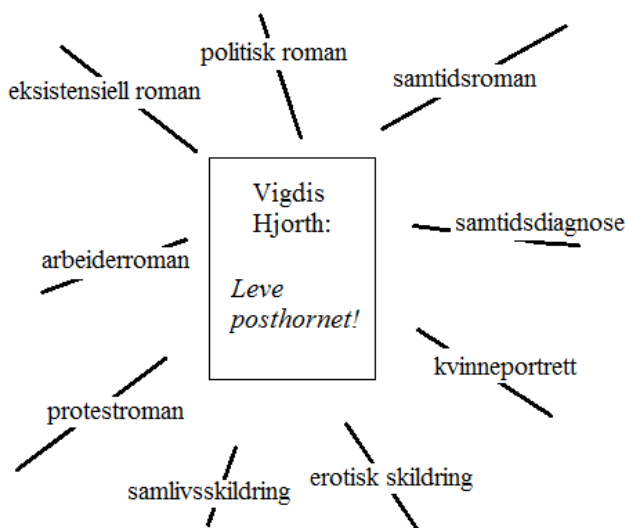 politisk roman
samtidsroman
eksistensiell roman
Vigdis
Hjorth:
Leve
posthornet!
samtidsdiagnose
arbeiderroman
kvinneportrett
protestroman
erotisk skildring
samlivsskildring